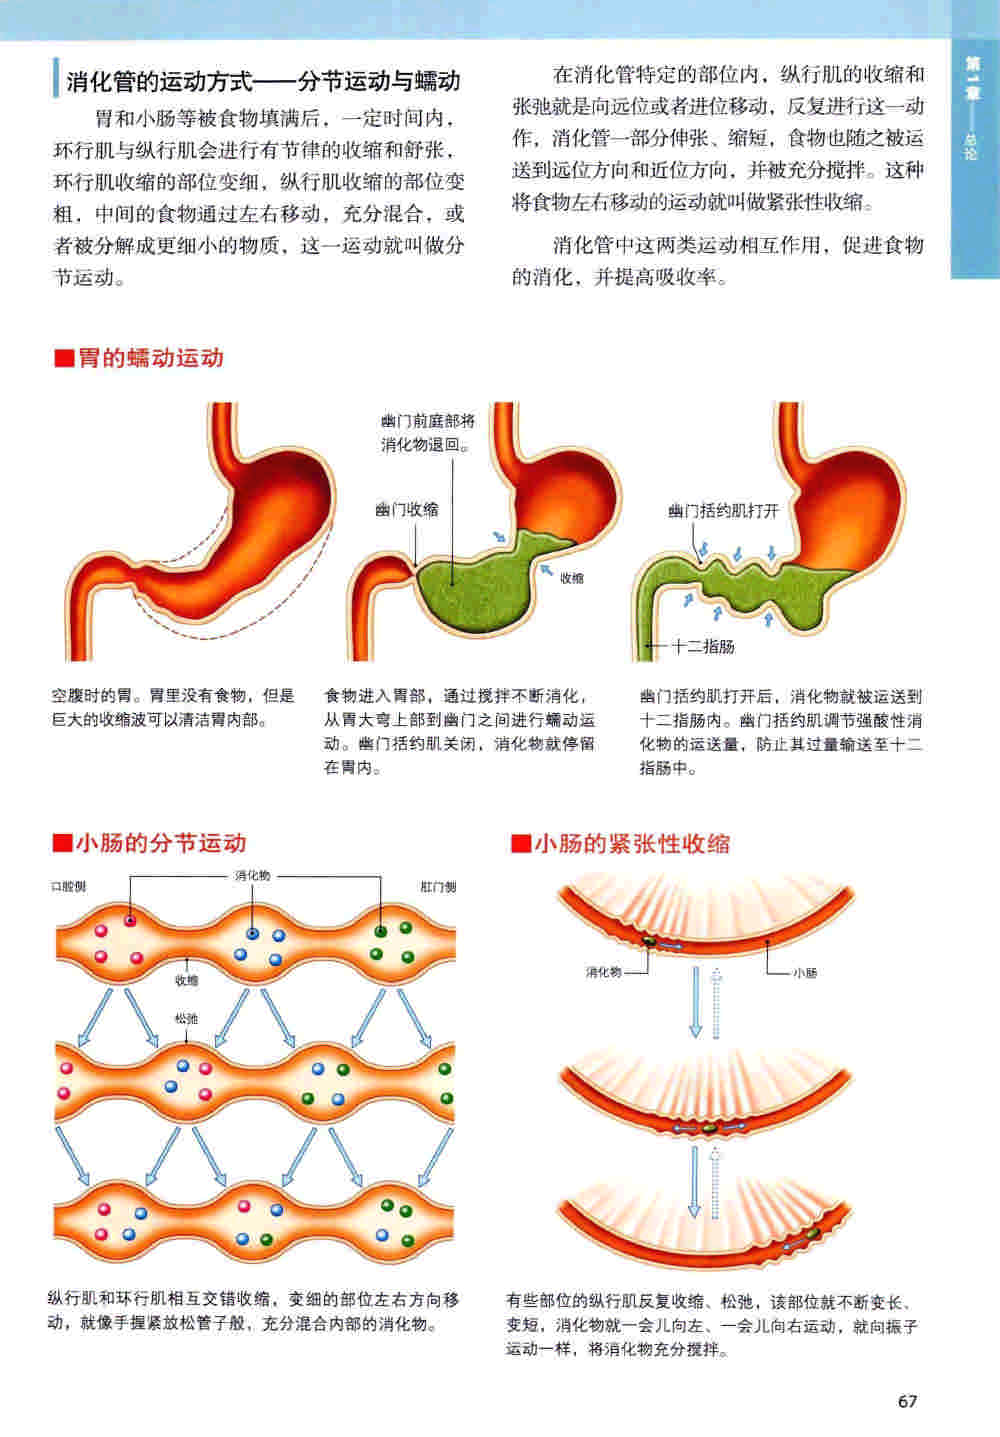 消化管的运动方式——分节运动与蠕动
胃和小肠等被食物填满后，一定时间内，
环行肌与纵行肌会进行有节律的收缩和舒张，
环行肌收缩的部位变细，纵行肌收缩的部位变
粗，中间的食物通过左右移动，充分混合，或
者被分解成更细小的物质，这一运动就叫做分
节运动。
在消化管特定的部位内，纵行肌的收缩和
张弛就是向远位或者进位移动，反复进行这一动
作，消化管一部分伸张、缩短，食物也随之被运
送到远位方向和近位方向，并被充分搅拌。这种
将食物左右移动的运动就叫做紧张性收缩。
消化管中这两类运动相互作用，促进食物
的消化，并提高吸收率。
第1章——总论
■胃的蠕动运动
幽门前庭部将
消化物退回。
幽门收缩
收缩
幽门括约肌打开
十二指肠
空腹时的胃。胃里没有食物，但是
巨大的收缩波可以清洁胃内部。
食物进入胃部，通过搅拌不断消化，
从胃大弯上部到幽门之间进行蠕动运
动。幽门括约肌关闭，消化物就停留
在胃内。
幽门括约肌打开后，消化物就被运送到
十二指肠内。幽门括约肌调节强酸性消
化物的运送量，防止其过量输送至十二
指肠中。
■小肠的分节运动
口腔侧
消化物
肛门侧
收缩
松弛
纵行肌和环行肌相互交错收缩，变细的部位左右方向移
动，就像手握紧放松管子般，充分混合内部的消化物。
■小肠的紧张性收缩
消化物
小肠
有些部位的纵行肌反复收缩、松弛，该部位就不断变长、
变短，消化物就一会儿向左、一会儿向右运动，就向振子
运动一样，将消化物充分搅拌。
67